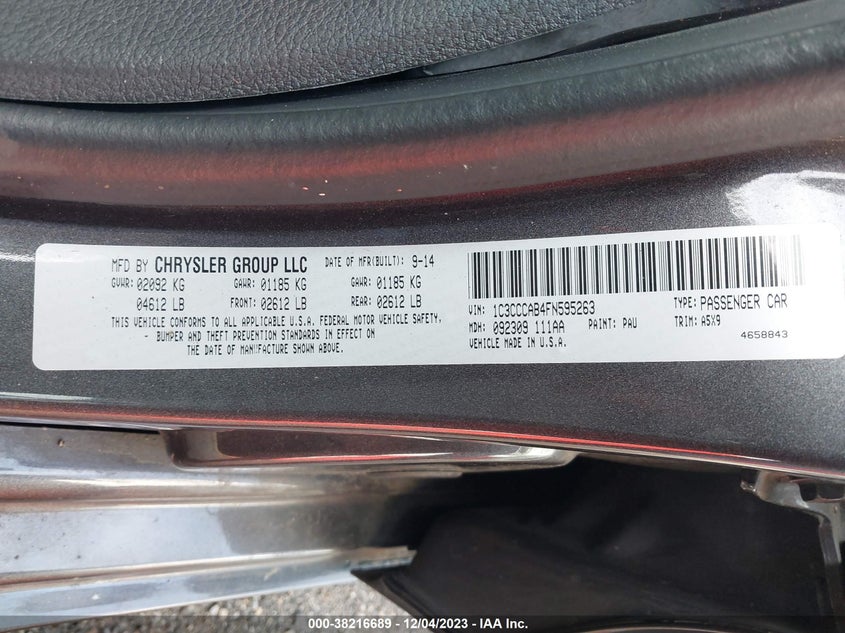 MFD BY CHRYSLER GROUP LLC DATE OF MFR(BUILT): 9-14
GVWR: 02092 KG GAWR: 01185 KG GAWR: 01185 KG
04612 LB FRONT: 02612 LB REAR: 02612 LB
THIS VEHICLE CONFORMS TO ALL APPLICABLE U.S.A. FEDERAL MOTOR VEHICLE SAFETY,
- BUMPER AND THEFT PREVENTION STANDARDS IN EFFECT ON
THE DATE OF MANUFACTURE SHOWN ABOVE.
VIN: 1C3CCCAB4FN595263 TYPE: PASSENGER CAR
MDH: 092309 111AA PAINT: PAU TRIM: A5X9
VEHICLE MADE IN U.S.A. 4658843
000-38216689 - 12/04/2023 - IAA Inc.